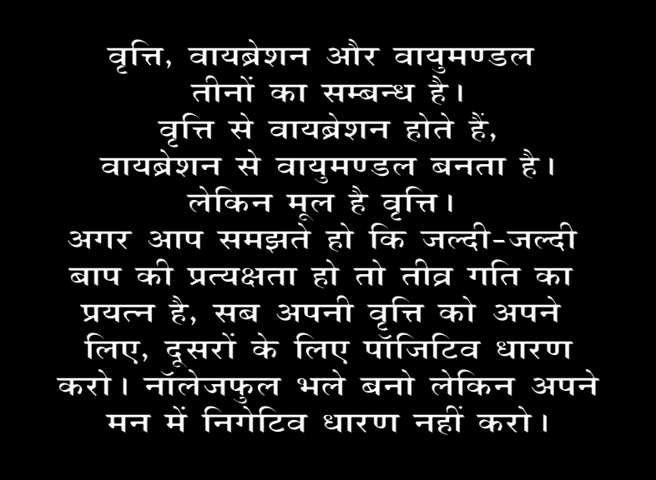 वृत्ति, वायब्रेशन और वायुमण्डल
तीनों का सम्बन्ध है।
वृत्ति से वायब्रेशन होते हैं,
वायब्रेशन से वायुमण्डल बनता है।
लेकिन मूल है वृत्ति।
अगर आप समझते हो कि जल्दी-जल्दी
बाप की प्रत्यक्षता हो तो तीव्र गति का
प्रयत्न है, सब अपनी वृत्ति को अपने
लिए, दूसरों के लिए पॉजिटिव धारण
करो। नॉलेजफुल भले बनो लेकिन अपने
मन में निगेटिव धारण नहीं करो।